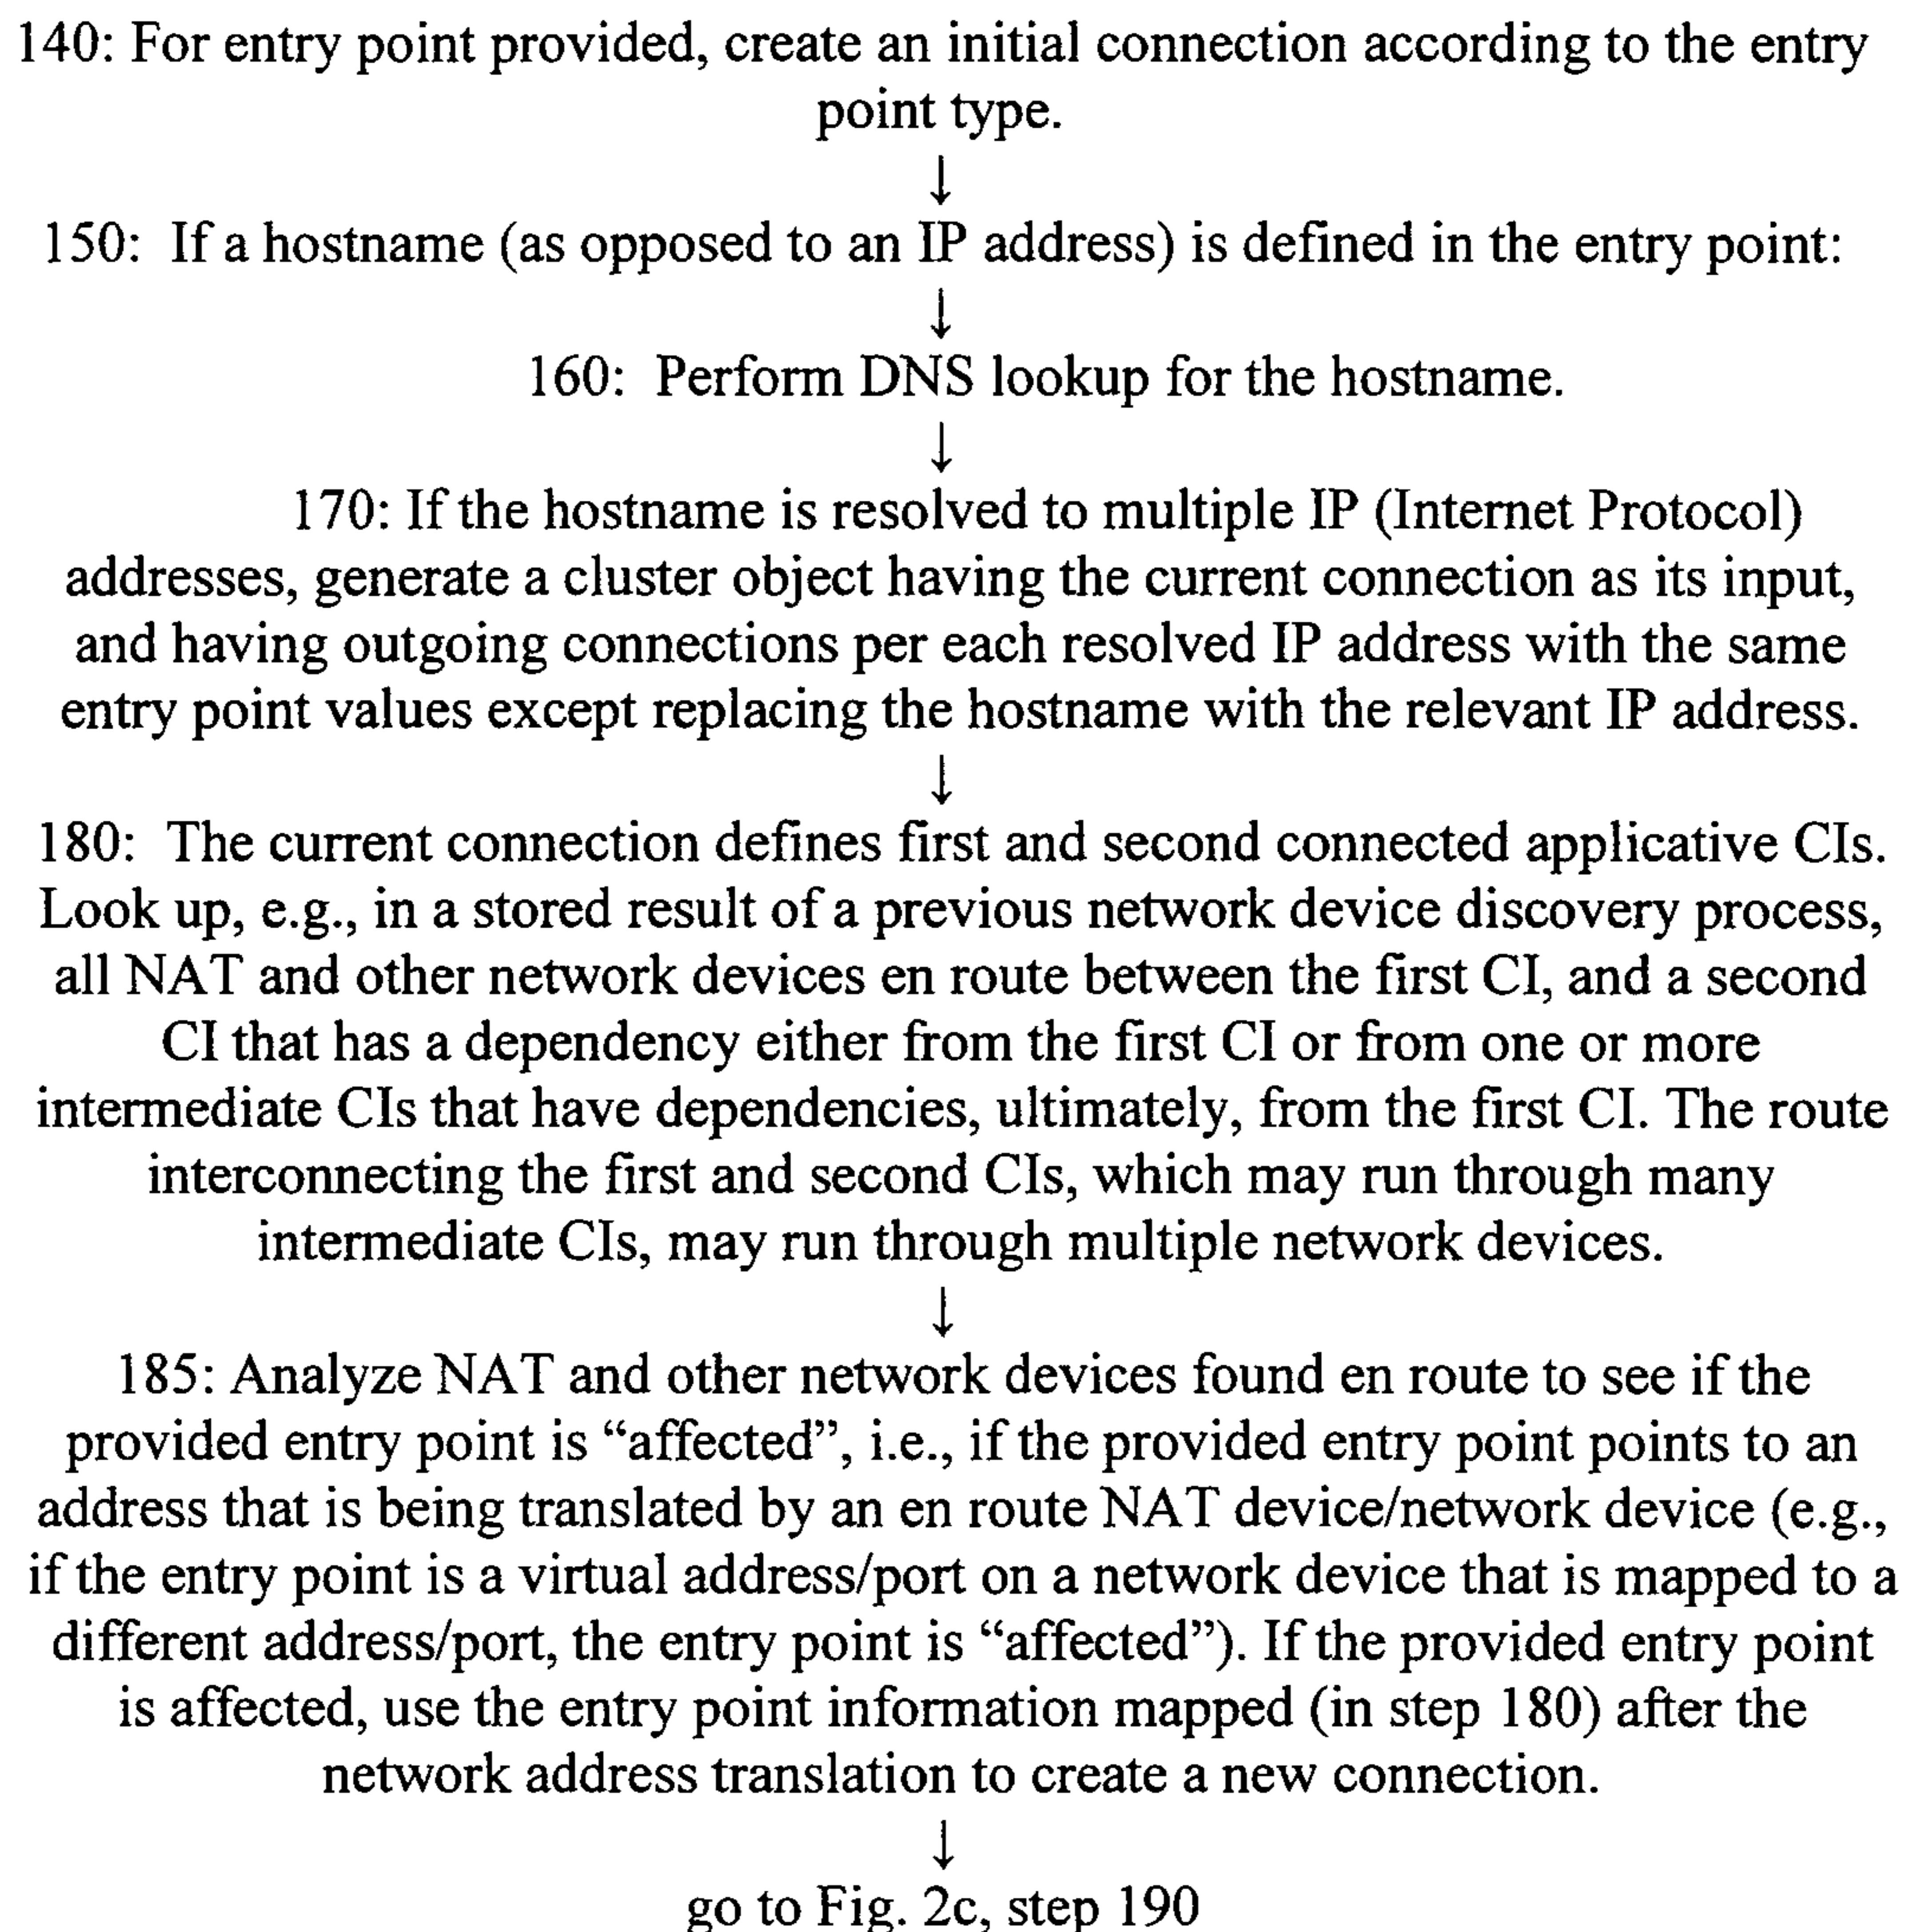 140: For entry point provided, create an initial connection according to the entry
point type.
↓
150: If a hostname (as opposed to an IP address) is defined in the entry point:
↓
160: Perform DNS lookup for the hostname.
↓
170: If the hostname is resolved to multiple IP (Internet Protocol)
addresses, generate a cluster object having the current connection as its input,
and having outgoing connections per each resolved IP address with the same
entry point values except replacing the hostname with the relevant IP address.
↓
180: The current connection defines first and second connected applicative CIs.
Look up, e.g., in a stored result of a previous network device discovery process,
all NAT and other network devices en route between the first CI, and a second
CI that has a dependency either from the first CI or from one or more
intermediate CIs that have dependencies, ultimately, from the first CI. The route
interconnecting the first and second CIs, which may run through many
intermediate CIs, may run through multiple network devices.
↓
185: Analyze NAT and other network devices found en route to see if the
provided entry point is “affected”, i.e., if the provided entry point points to an
address that is being translated by an en route NAT device/network device (e.g.,
if the entry point is a virtual address/port on a network device that is mapped to a
different address/port, the entry point is “affected”). If the provided entry point
is affected, use the entry point information mapped (in step 180) after the
network address translation to create a new connection.
↓
go to Fig. 2c, step 190